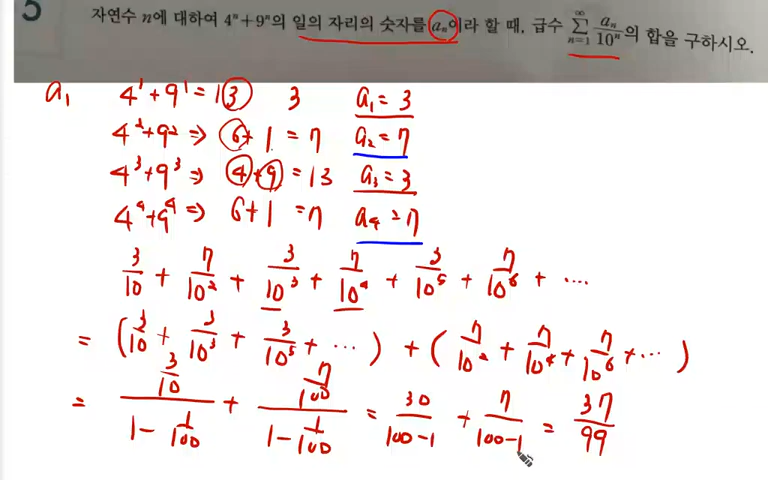 5
자연수 n에 대하여 4ⁿ+9ⁿ의 일의 자리의 숫자를 aₙ이라 할 때, 급수 ∑_{n=1}^{∞} aₙ/10ⁿ 의 합을 구하시오.
a₁ 4¹+9¹=13 3 a₁=3
4²+9² ⇒ 6+1=7 a₂=7
4³+9³ ⇒ 4+9=13 a₃=3
4⁴+9⁴ ⇒ 6+1=7 a₄=7
3/10 + 7/10² + 3/10³ + 7/10⁴ + 3/10⁵ + 7/10⁶ + ⋯
= (3/10 + 3/10³ + 3/10⁵ + ⋯) + (7/10² + 7/10⁴ + 7/10⁶ + ⋯)
= (3/10)/(1 - 1/100) + (7/100)/(1 - 1/100) = 30/(100-1) + 7/(100-1) = 37/99